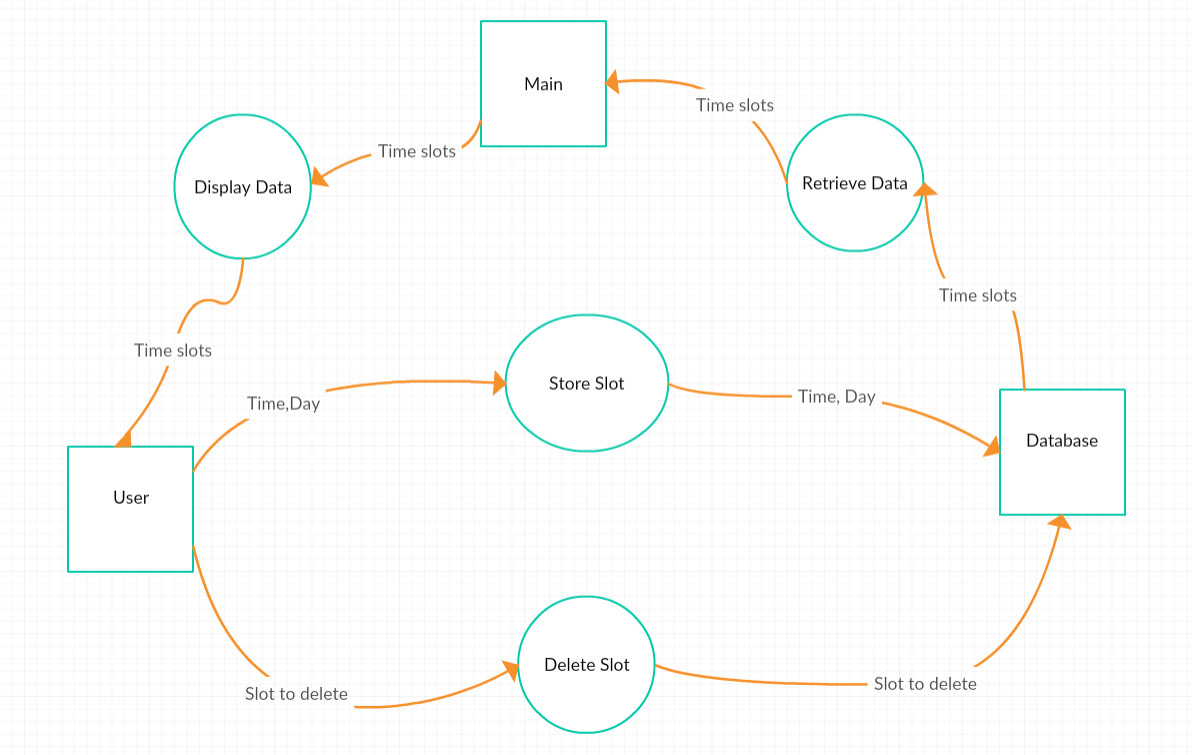 Main
Time slots
Time slots
Display Data
Retrieve Data
Time slots
Time slots
Store Slot
Time,Day
Time, Day
Database
User
Delete Slot
Slot to delete
Slot to delete